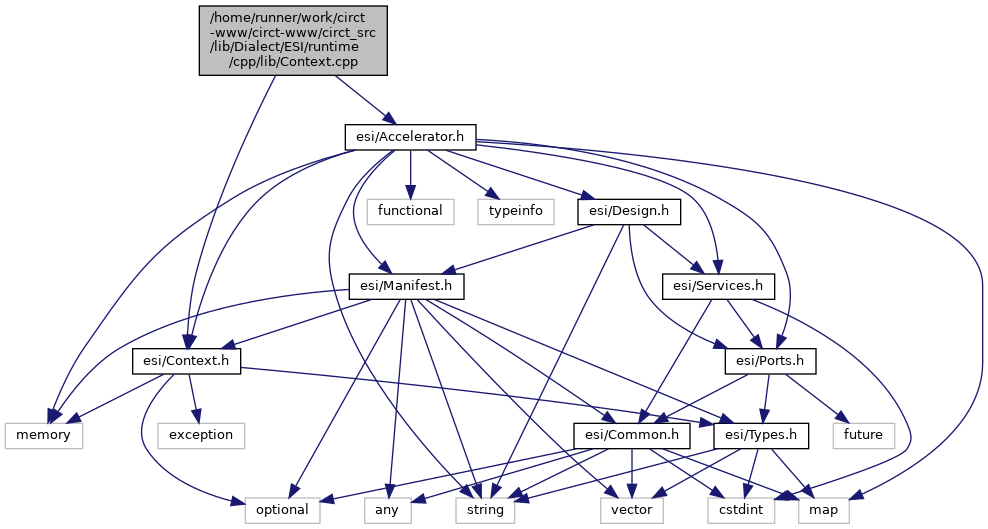 /home/runner/work/circt
-www/circt-www/circt_src
/lib/Dialect/ESI/runtime
/cpp/lib/Context.cpp
esi/Accelerator.h
functional
typeinfo
esi/Design.h
esi/Manifest.h
esi/Services.h
esi/Context.h
esi/Ports.h
memory
exception
esi/Common.h
esi/Types.h
future
optional
any
string
vector
cstdint
map